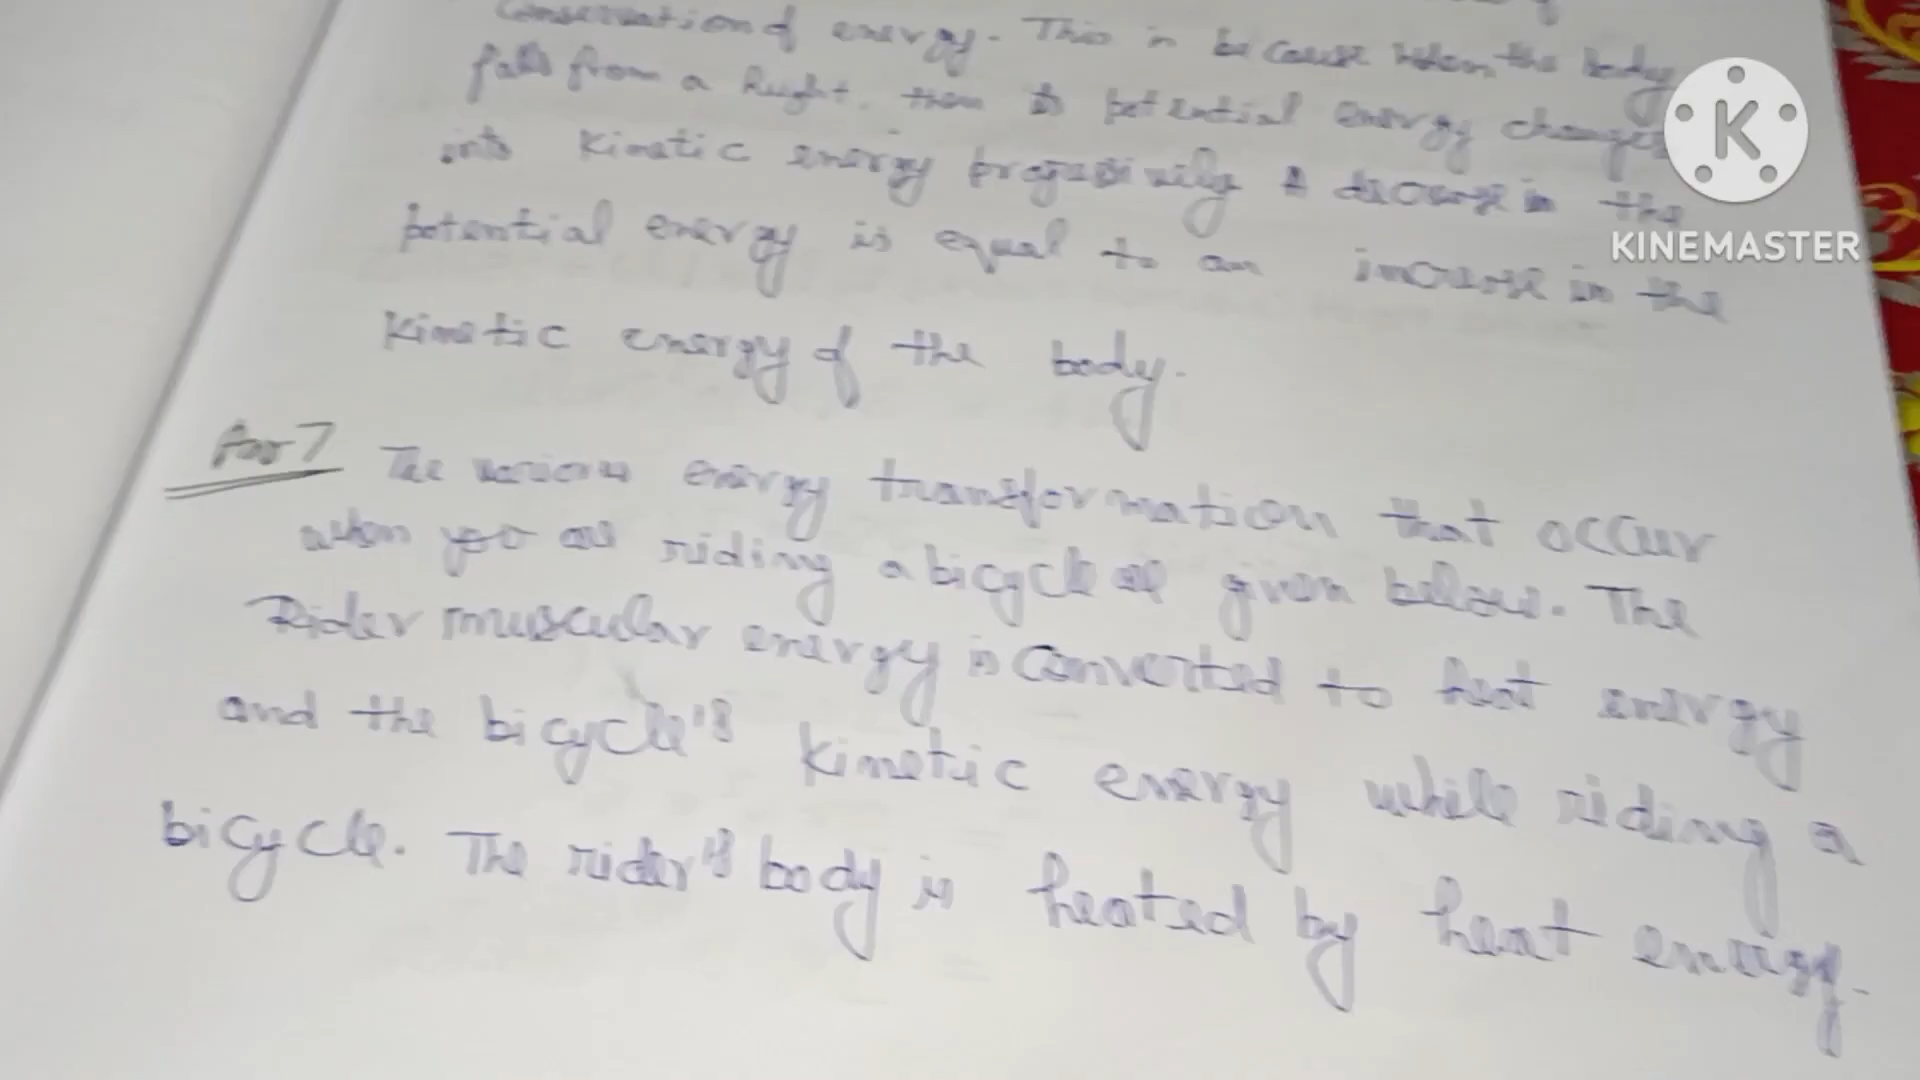 Conservation of energy. This is because when the body
falls from a hught. then its potential energy changes
into kinetic energy progressively A decrease in the
potential energy is equal to an increase in the
kinetic energy of the body.
Ans 7 The various energy transformation that occur
when you are riding a bicycle as given below. The
Rider muscular energy is converted to heat energy
and the bicycle's kinetic energy while riding a
bicycle. The rider's body is heated by heat energy.
K
KINEMASTER